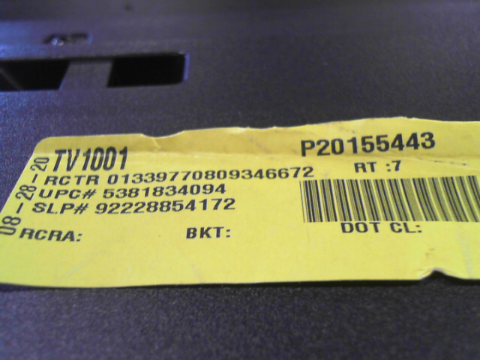 08-28-20
TV1001 P20155443
RCTR 01339770809346672 RT :7
UPC# 5381834094
SLP# 92228854172
RCRA: BKT: DOT CL: